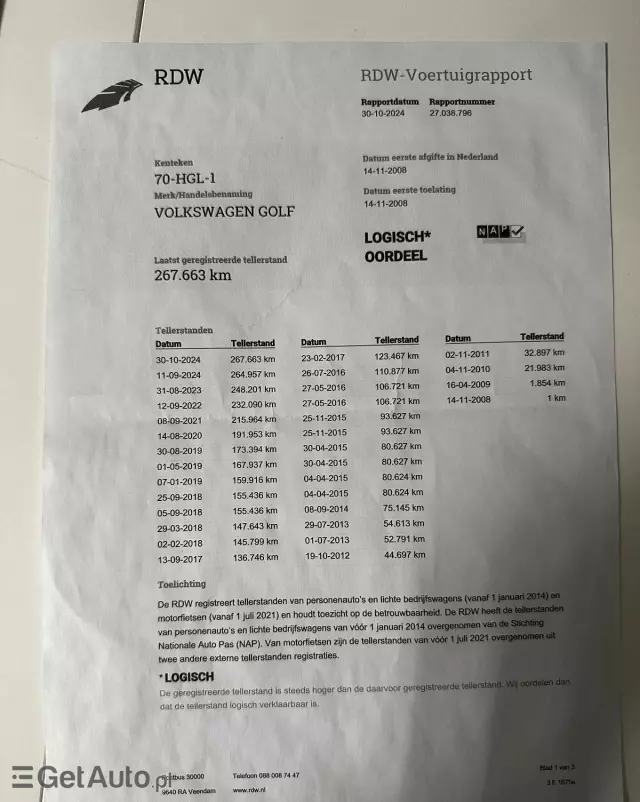 RDW
RDW-Voertuigrapport
Rapportdatum Rapportnummer
30-10-2024 27.038.796
Kenteken
70-HGL-1
Merk/Handelsbenaming
VOLKSWAGEN GOLF
Datum eerste afgifte in Nederland
14-11-2008
Datum eerste toelating
14-11-2008
LOGISCH*
OORDEEL
NAP
Laatst geregistreerde tellerstand
267.663 km
Tellerstanden
Datum Tellerstand Datum Tellerstand Datum Tellerstand
30-10-2024 267.663 km 23-02-2017 123.467 km 02-11-2011 32.897 km
11-09-2024 264.957 km 26-07-2016 110.877 km 04-11-2010 21.983 km
31-08-2023 248.201 km 27-05-2016 106.721 km 16-04-2009 1.854 km
12-09-2022 232.090 km 27-05-2016 106.721 km 14-11-2008 1 km
08-09-2021 215.964 km 25-11-2015 93.627 km
14-08-2020 191.953 km 25-11-2015 93.627 km
30-08-2019 173.394 km 30-04-2015 80.627 km
01-05-2019 167.937 km 30-04-2015 80.627 km
07-01-2019 159.916 km 04-04-2015 80.624 km
25-09-2018 155.436 km 04-04-2015 80.624 km
05-09-2018 155.436 km 08-09-2014 75.145 km
29-03-2018 147.643 km 29-07-2013 54.613 km
02-02-2018 145.799 km 01-07-2013 52.791 km
13-09-2017 136.746 km 19-10-2012 44.697 km
Toelichting
De RDW registreert tellerstanden van personenauto's en lichte bedrijfswagens (vanaf 1 januari 2014) en
motorfietsen (vanaf 1 juli 2021) en houdt toezicht op de betrouwbaarheid. De RDW heeft de tellerstanden
van personenauto's en lichte bedrijfswagens van vóór 1 januari 2014 overgenomen van de Stichting
Nationale Auto Pas (NAP). Van motorfietsen zijn de tellerstanden van vóór 1 juli 2021 overgenomen uit
twee andere externe tellerstanden registraties.
* LOGISCH
De geregistreerde tellerstand is steeds hoger dan de daarvoor geregistreerde tellerstand. Wij oordelen dan
dat de tellerstand logisch verklaarbaar is.
GetAuto.pl
30000 Telefoon 088 008 74 47
9640 RA Veendam www.rdw.nl
Blad 1 van 3